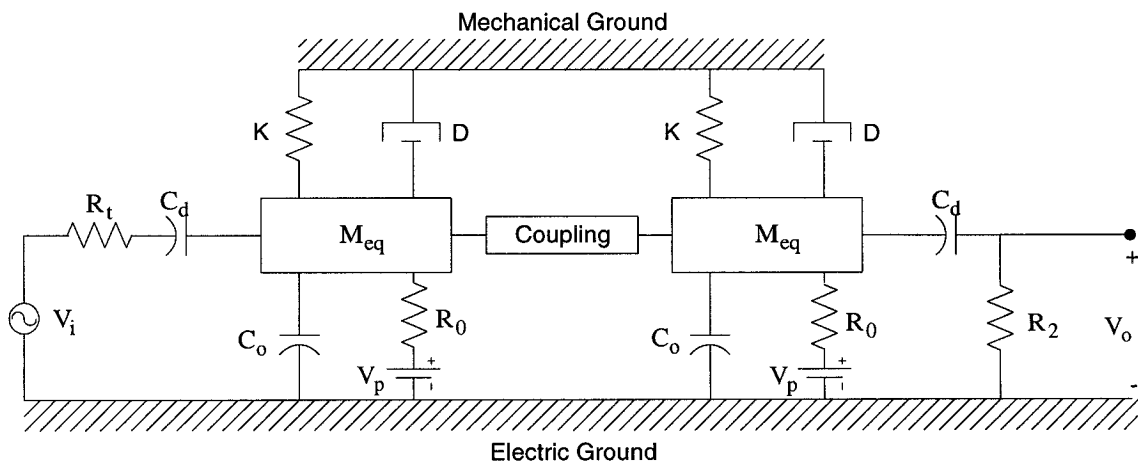 Mechanical Ground
K
D
K
D
R_t
C_d
M_eq
Coupling
M_eq
C_d
+
V_i
C_o
R_0
V_p
+
-
C_o
R_0
V_p
+
-
R_2
V_o
-
Electric Ground